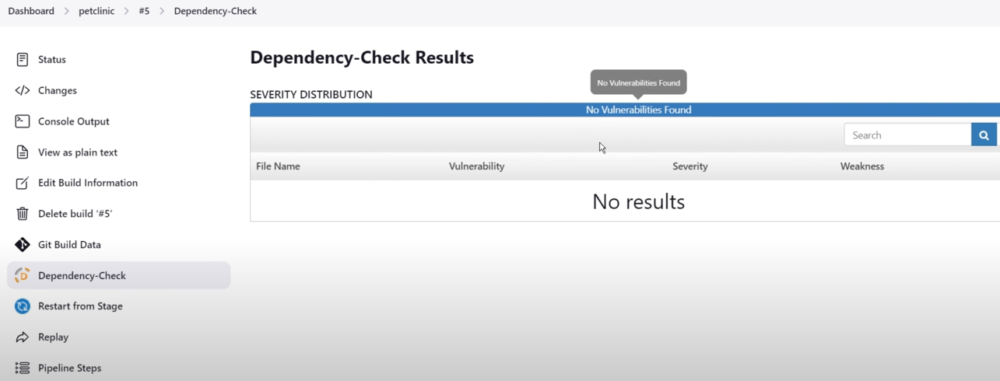 Dashboard > petclinic > #5 > Dependency-Check
Status
Changes
Console Output
View as plain text
Edit Build Information
Delete build ‘#5’
Git Build Data
Dependency-Check
Restart from Stage
Replay
Pipeline Steps
Dependency-Check Results
No Vulnerabilities Found
SEVERITY DISTRIBUTION
No Vulnerabilities Found
Search
File Name Vulnerability Severity Weakness
No results